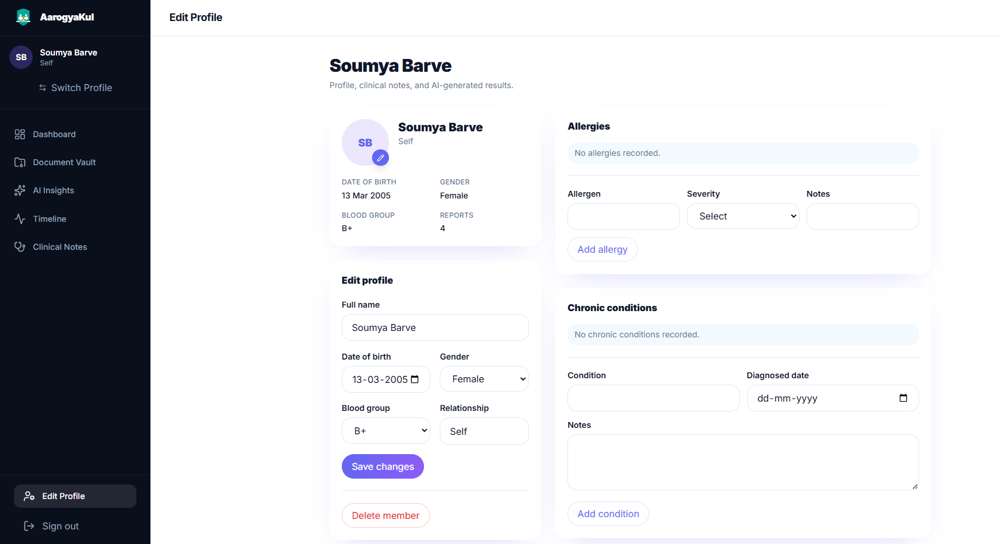 AarogyaKul
SB
Soumya Barve
Self
Switch Profile
Dashboard
Document Vault
AI Insights
Timeline
Clinical Notes
Edit Profile
Sign out
Edit Profile
Soumya Barve
Profile, clinical notes, and AI-generated results.
SB
Soumya Barve
Self
DATE OF BIRTH
13 Mar 2005
GENDER
Female
BLOOD GROUP
B+
REPORTS
4
Edit profile
Full name
Soumya Barve
Date of birth
13-03-2005
Gender
Female
Blood group
B+
Relationship
Self
Save changes
Delete member
Allergies
No allergies recorded.
Allergen
Severity
Select
Notes
Add allergy
Chronic conditions
No chronic conditions recorded.
Condition
Diagnosed date
dd-mm-yyyy
Notes
Add condition